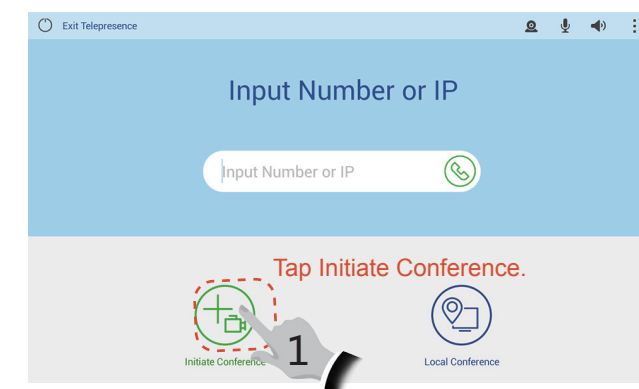 Exit Telepresence
Input Number or IP
Input Number or IP
Tap Initiate Conference.
1
Initiate Conference
Local Conference